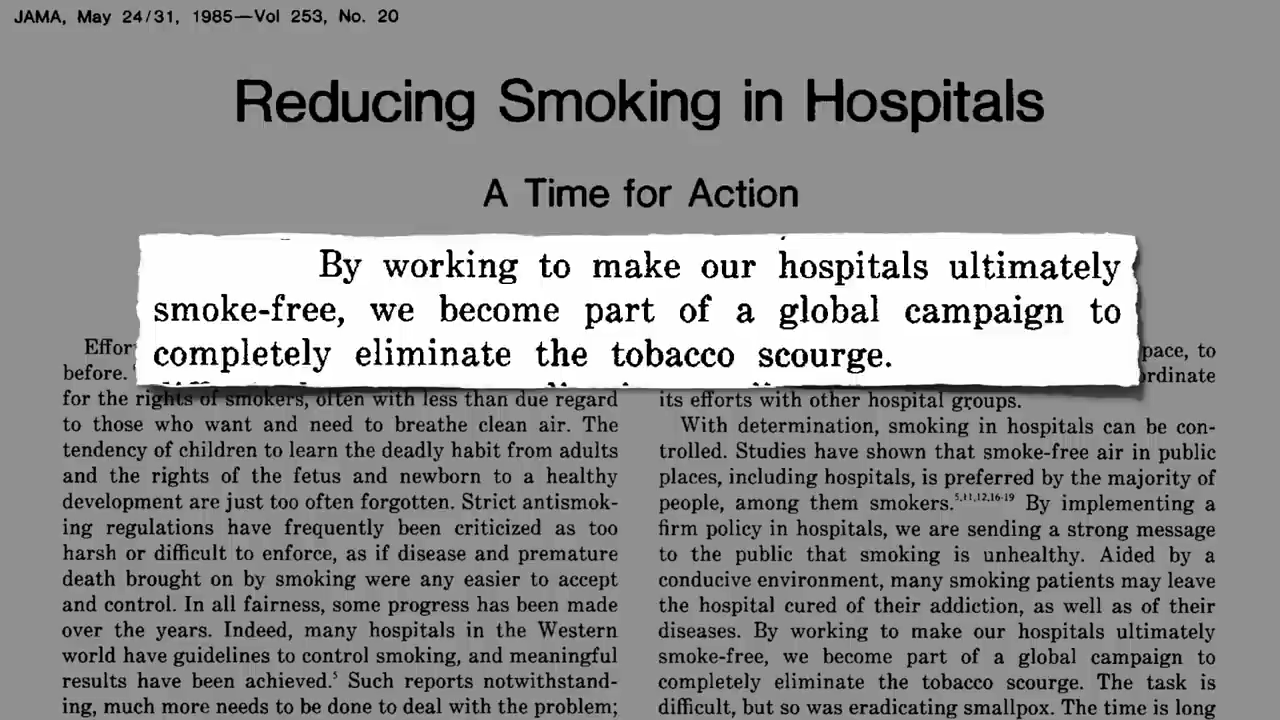 JAMA, May 24/31, 1985—Vol 253, No. 20
Reducing Smoking in Hospitals
A Time for Action
By working to make our hospitals ultimately
smoke-free, we become part of a global campaign to
completely eliminate the tobacco scourge.
before.
for the rights of smokers, often with less than due regard
to those who want and need to breathe clean air. The
tendency of children to learn the deadly habit from adults
and the rights of the fetus and newborn to a healthy
development are just too often forgotten. Strict antismok-
ing regulations have frequently been criticized as too
harsh or difficult to enforce, as if disease and premature
death brought on by smoking were any easier to accept
and control. In all fairness, some progress has been made
over the years. Indeed, many hospitals in the Western
world have guidelines to control smoking, and meaningful
results have been achieved.⁵ Such reports notwithstand-
ing, much more needs to be done to deal with the problem;
to
its efforts with other hospital groups.
With determination, smoking in hospitals can be con-
trolled. Studies have shown that smoke-free air in public
places, including hospitals, is preferred by the majority of
people, among them smokers.⁵,¹¹,¹²,¹⁶-¹⁹ By implementing a
firm policy in hospitals, we are sending a strong message
to the public that smoking is unhealthy. Aided by a
conducive environment, many smoking patients may leave
the hospital cured of their addiction, as well as of their
diseases. By working to make our hospitals ultimately
smoke-free, we become part of a global campaign to
completely eliminate the tobacco scourge. The task is
difficult, but so was eradicating smallpox. The time is long